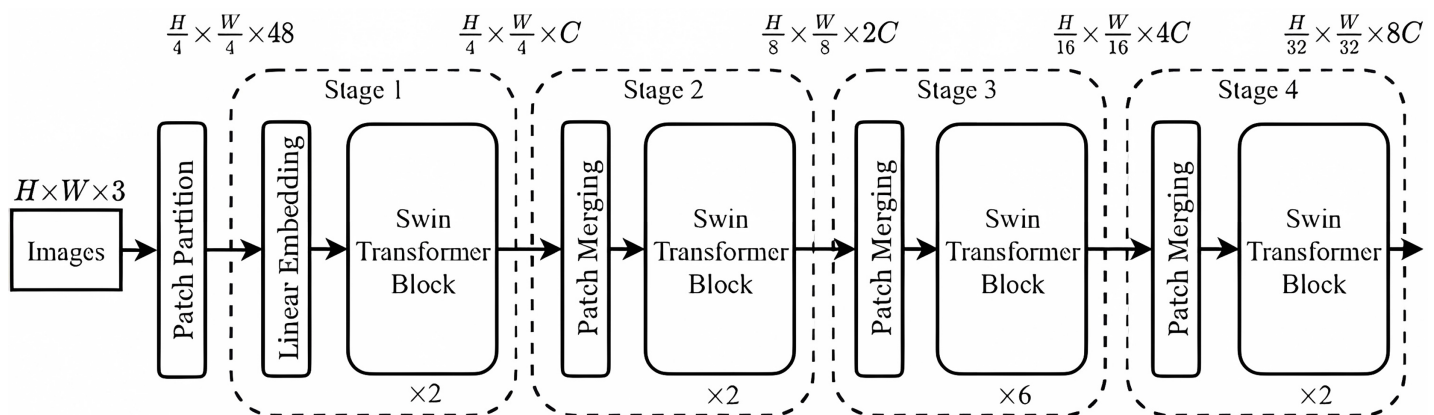 H/4 × W/4 × 48
H/4 × W/4 × C
H/8 × W/8 × 2C
H/16 × W/16 × 4C
H/32 × W/32 × 8C
Stage 1
Stage 2
Stage 3
Stage 4
H×W×3
Images
Patch Partition
Linear Embedding
Swin
Transformer
Block
×2
Patch Merging
Swin
Transformer
Block
×2
Patch Merging
Swin
Transformer
Block
×6
Patch Merging
Swin
Transformer
Block
×2